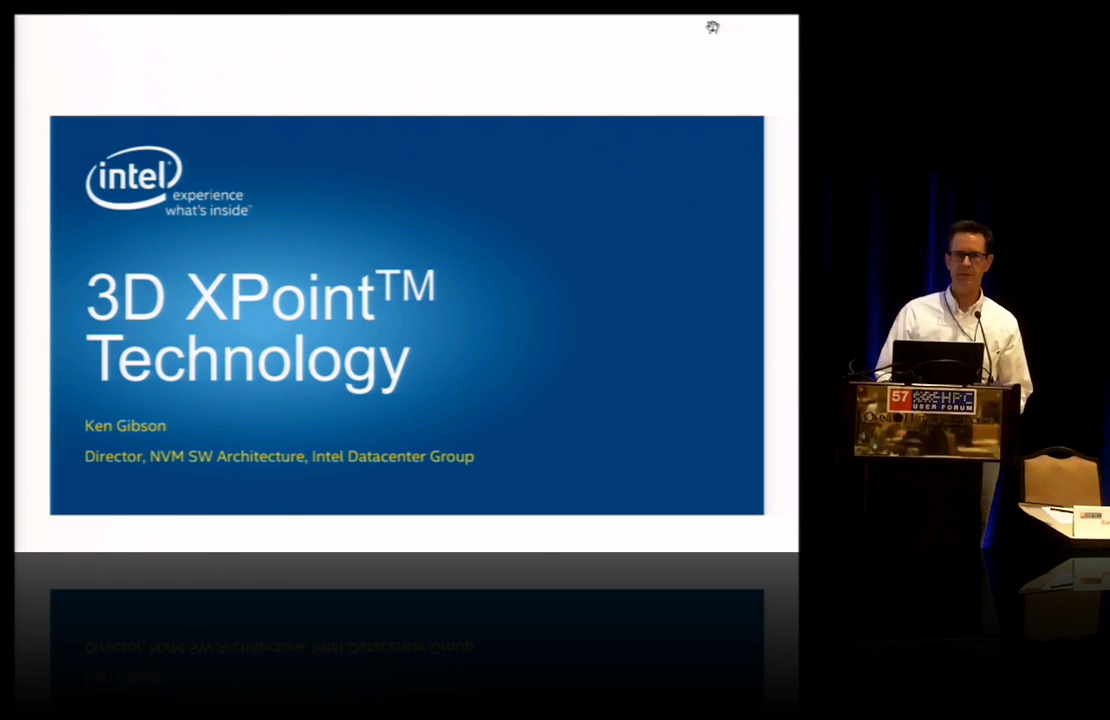 intel
experience
what's inside™
3D XPoint™
Technology
Ken Gibson
Director, NVM SW Architecture, Intel Datacenter Group
57
HPC
USER FORUM